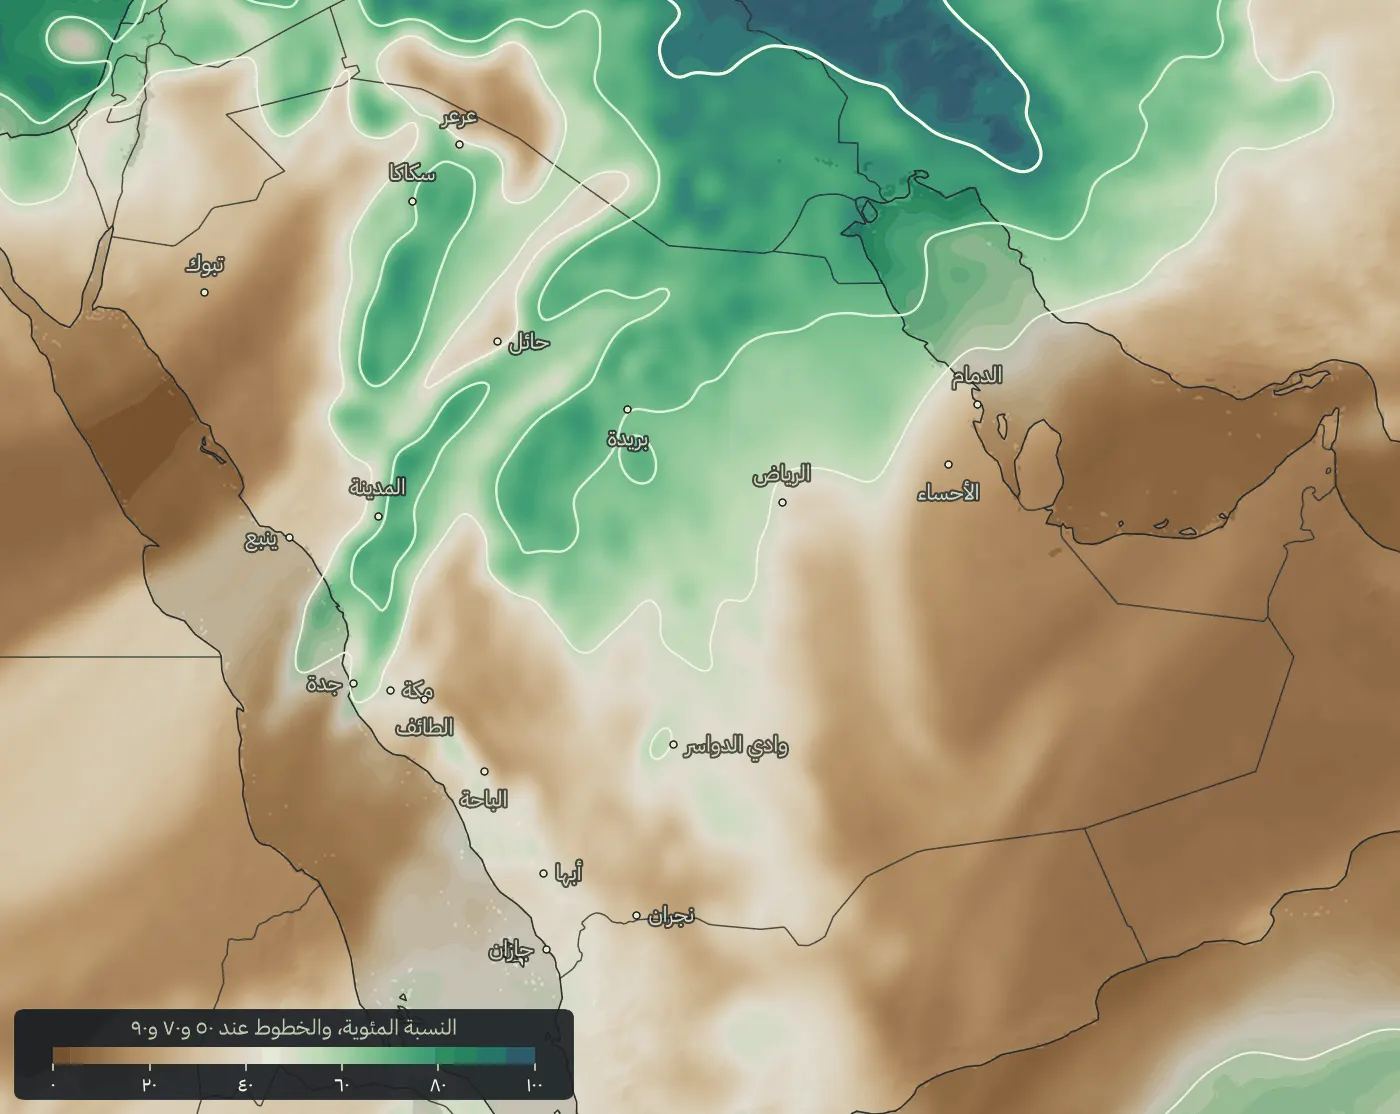 عرعر
سكاكا
تبوك
حائل
الدمام
بريدة
الرياض
الأحساء
المدينة
ينبع
جدة
مكة
الطائف
وادي الدواسر
الباحة
أبها
نجران
جازان
النسبة المئوية، والخطوط عند ٥٠ و٧٠ و٩٠
٠ ٢٠ ٤٠ ٦٠ ٨٠ ١٠٠